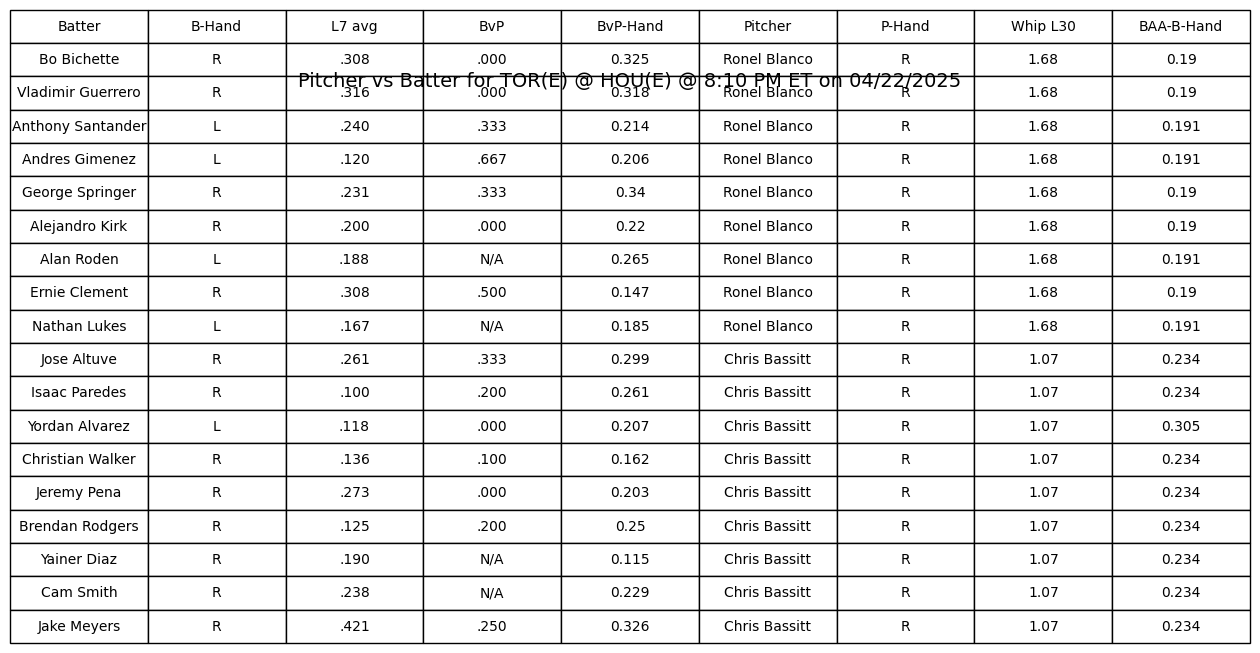 Batter B-Hand L7 avg BvP BvP-Hand Pitcher P-Hand Whip L30 BAA-B-Hand
Bo Bichette R .308 .000 0.325 Ronel Blanco R 1.68 0.19
Pitcher vs Batter for TOR(E) @ HOU(E) @ 8:10 PM ET on 04/22/2025
Vladimir Guerrero R .316 .000 0.318 Ronel Blanco R 1.68 0.19
Anthony Santander L .240 .333 0.214 Ronel Blanco R 1.68 0.191
Andres Gimenez L .120 .667 0.206 Ronel Blanco R 1.68 0.191
George Springer R .231 .333 0.34 Ronel Blanco R 1.68 0.19
Alejandro Kirk R .200 .000 0.22 Ronel Blanco R 1.68 0.19
Alan Roden L .188 N/A 0.265 Ronel Blanco R 1.68 0.191
Ernie Clement R .308 .500 0.147 Ronel Blanco R 1.68 0.19
Nathan Lukes L .167 N/A 0.185 Ronel Blanco R 1.68 0.191
Jose Altuve R .261 .333 0.299 Chris Bassitt R 1.07 0.234
Isaac Paredes R .100 .200 0.261 Chris Bassitt R 1.07 0.234
Yordan Alvarez L .118 .000 0.207 Chris Bassitt R 1.07 0.305
Christian Walker R .136 .100 0.162 Chris Bassitt R 1.07 0.234
Jeremy Pena R .273 .000 0.203 Chris Bassitt R 1.07 0.234
Brendan Rodgers R .125 .200 0.25 Chris Bassitt R 1.07 0.234
Yainer Diaz R .190 N/A 0.115 Chris Bassitt R 1.07 0.234
Cam Smith R .238 N/A 0.229 Chris Bassitt R 1.07 0.234
Jake Meyers R .421 .250 0.326 Chris Bassitt R 1.07 0.234